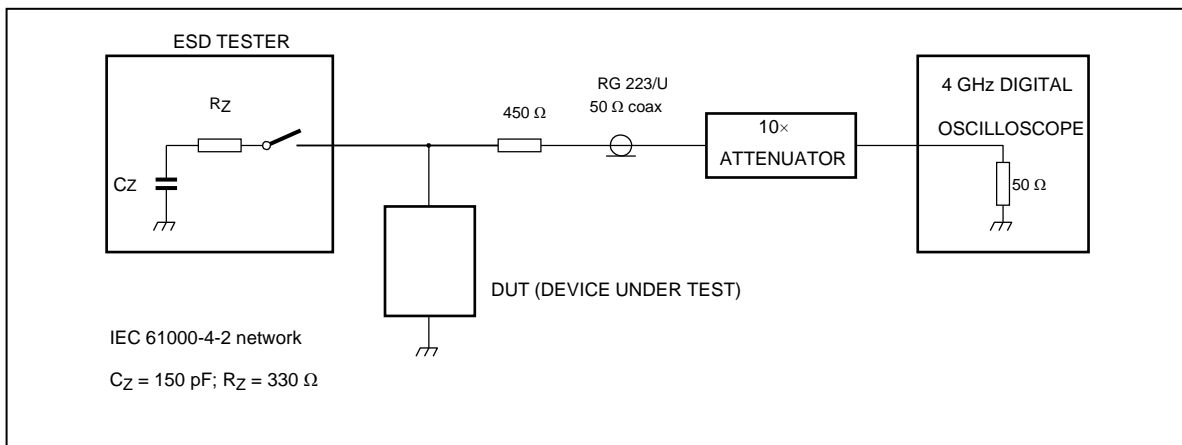 ESD TESTER
RZ
CZ
450 Ω
RG 223/U
50 Ω coax
10×
ATTENUATOR
4 GHz DIGITAL
OSCILLOSCOPE
50 Ω
DUT (DEVICE UNDER TEST)
IEC 61000-4-2 network
CZ = 150 pF; RZ = 330 Ω